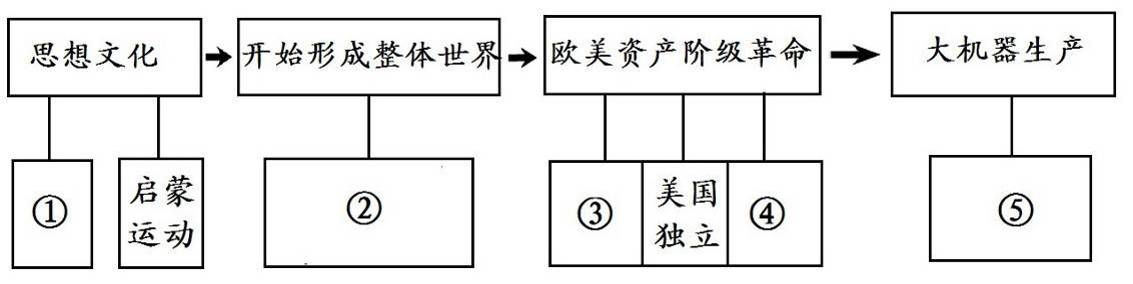 思想文化
开始形成整体世界
欧美资产阶级革命
大机器生产
①
启蒙
运动
②
③
美国
独立
④
⑤